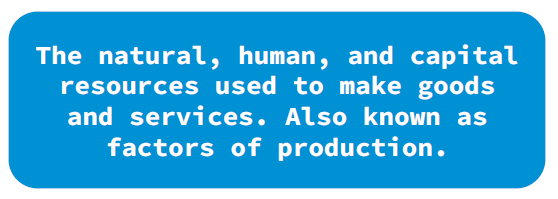 The natural, human, and capital
resources used to make goods
and services. Also known as
factors of production.